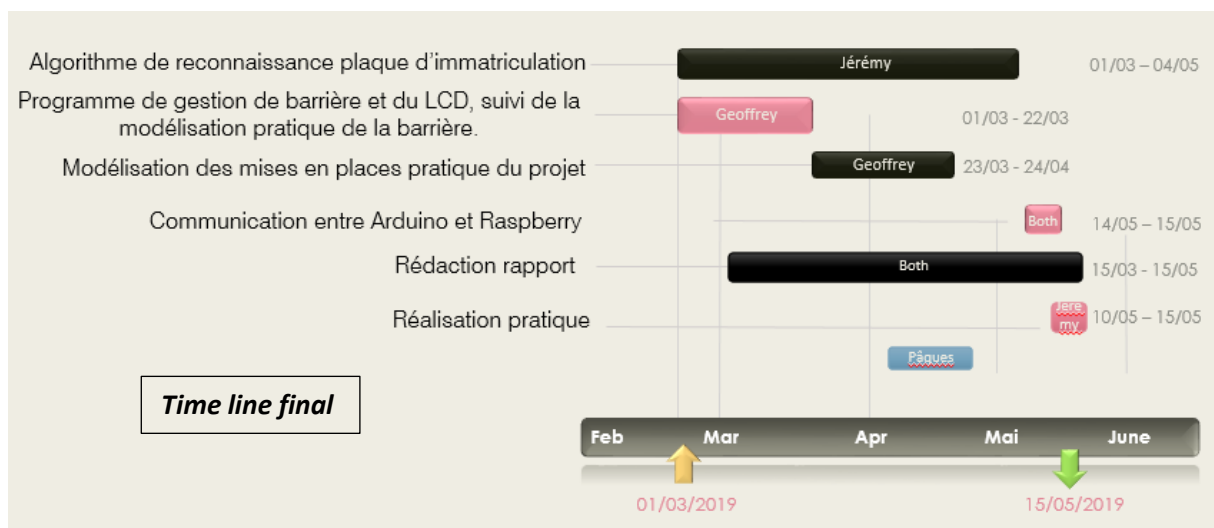 Algorithme de reconnaissance plaque d'immatriculation
Jérémy
01/03 – 04/05
Programme de gestion de barrière et du LCD, suivi de la
modélisation pratique de la barrière.
Geoffrey
01/03 - 22/03
Modélisation des mises en places pratique du projet
Geoffrey
23/03 - 24/04
Communication entre Arduino et Raspberry
Both
14/05 – 15/05
Rédaction rapport
Both
15/03 - 15/05
Réalisation pratique
Jere
my
10/05 – 15/05
Pâques
Time line final
Feb Mar Apr Mai June
01/03/2019
15/05/2019